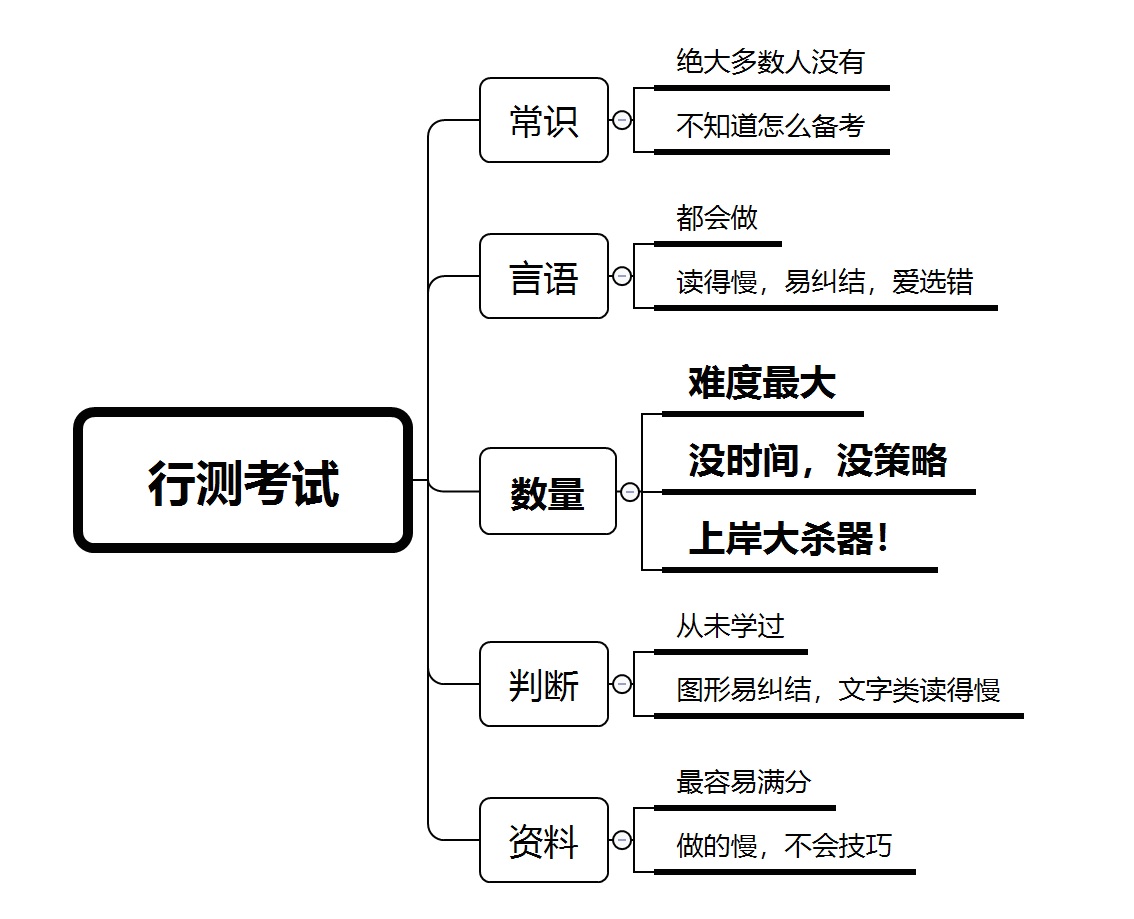 行测考试
常识
绝大多数人没有
不知道怎么备考
言语
都会做
读得慢，易纠结，爱选错
数量
难度最大
没时间，没策略
上岸大杀器！
判断
从未学过
图形易纠结，文字类读得慢
资料
最容易满分
做的慢，不会技巧